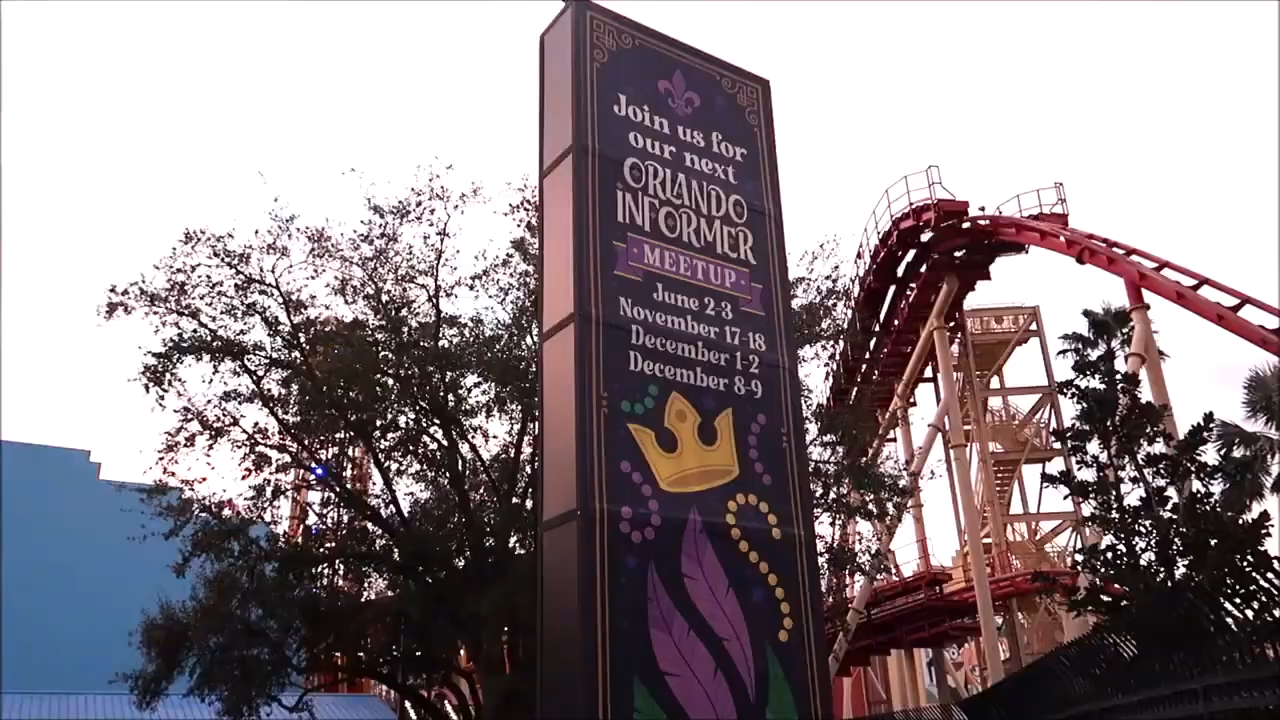 Join us for
our next
ORLANDO
INFORMER
MEETUP
June 2-3
November 17-18
December 1-2
December 8-9